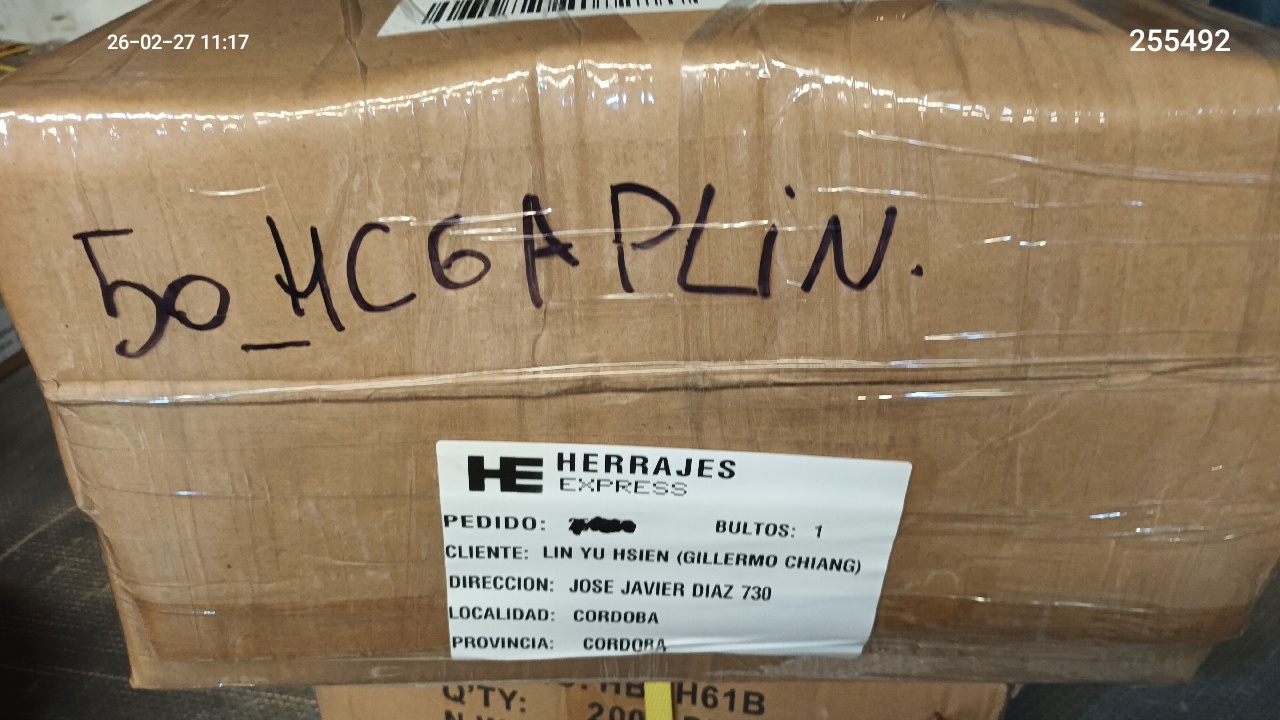 26-02-27 11:17
255492
50_MC6APLiN.
HE HERRAJES
EXPRESS
PEDIDO: BULTOS: 1
CLIENTE: LIN YU HSIEN (GILLERMO CHIANG)
DIRECCION: JOSE JAVIER DIAZ 730
LOCALIDAD: CORDOBA
PROVINCIA: CORDOBA
H61B
Q'TY: 200